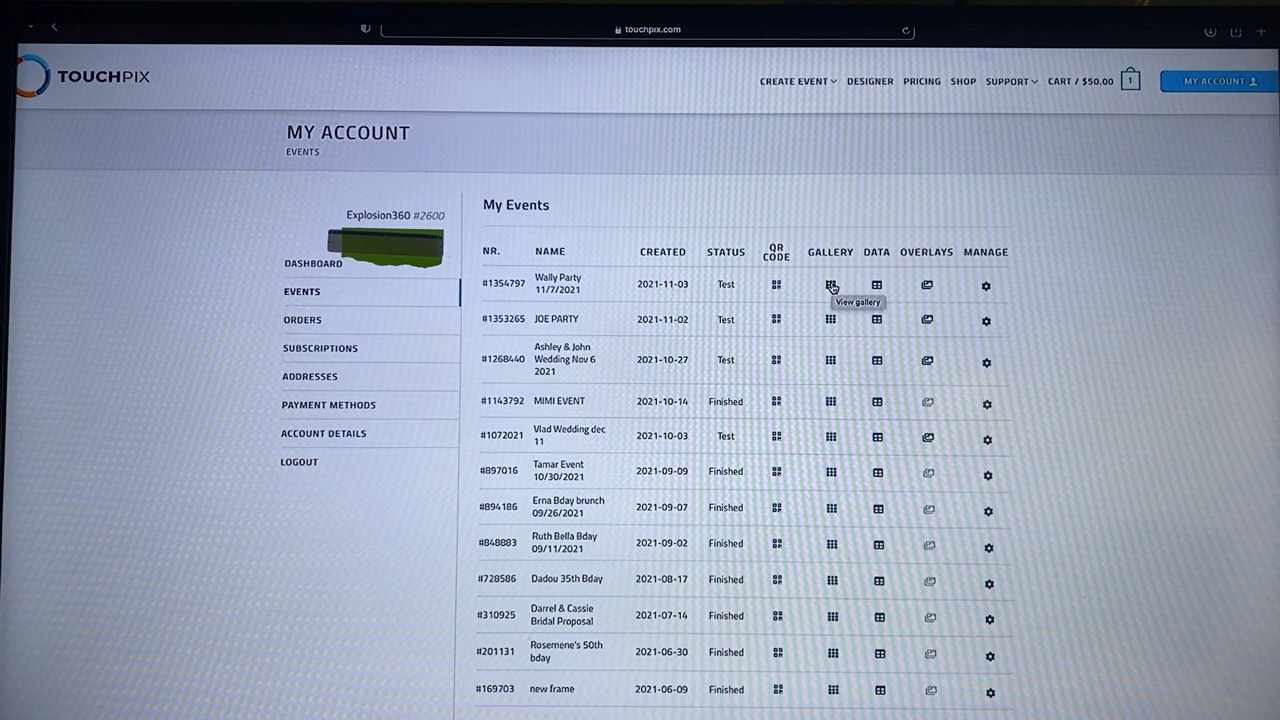 touchpix.com
TOUCHPIX
CREATE EVENT DESIGNER PRICING SHOP SUPPORT CART / $50.00 1 MY ACCOUNT
MY ACCOUNT
EVENTS
Explosion360 #2600
DASHBOARD
EVENTS
ORDERS
SUBSCRIPTIONS
ADDRESSES
PAYMENT METHODS
ACCOUNT DETAILS
LOGOUT
My Events
NR. NAME CREATED STATUS QR CODE GALLERY DATA OVERLAYS MANAGE
#1354797 Wally Party 11/7/2021 2021-11-03 Test
View gallery
#1353265 JOE PARTY 2021-11-02 Test
#1268440 Ashley & John Wedding Nov 6 2021 2021-10-27 Test
#1143792 MIMI EVENT 2021-10-14 Finished
#1072021 Vlad Wedding dec 11 2021-10-03 Test
#897016 Tamar Event 10/30/2021 2021-09-09 Finished
#894186 Erna Bday brunch 09/26/2021 2021-09-07 Finished
#848883 Ruth Bella Bday 09/11/2021 2021-09-02 Finished
#728586 Dadou 35th Bday 2021-08-17 Finished
#310925 Darrel & Cassie Bridal Proposal 2021-07-14 Finished
#201131 Rosemene's 50th bday 2021-06-30 Finished
#169703 new frame 2021-06-09 Finished